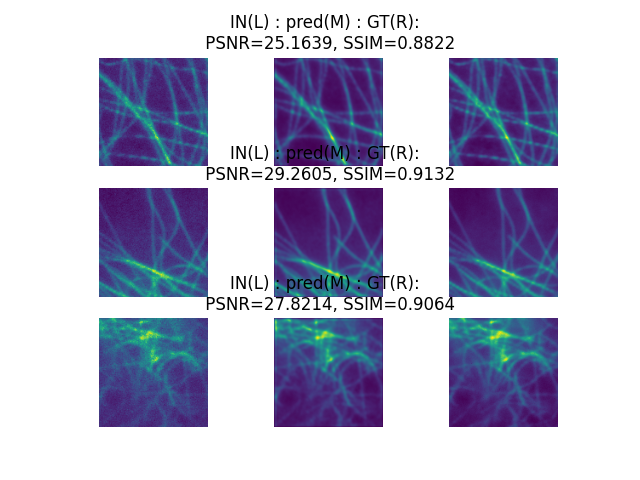 IN(L) : pred(M) : GT(R):
PSNR=25.1639, SSIM=0.8822
IN(L) : pred(M) : GT(R):
PSNR=29.2605, SSIM=0.9132
IN(L) : pred(M) : GT(R):
PSNR=27.8214, SSIM=0.9064